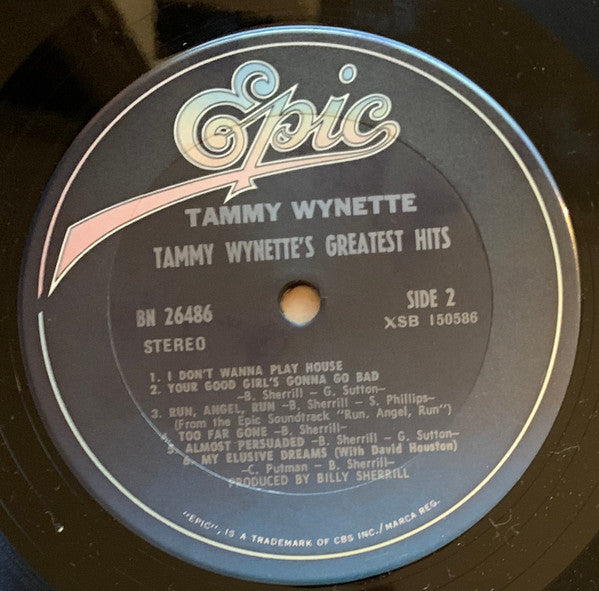 Epic
TAMMY WYNETTE
TAMMY WYNETTE'S GREATEST HITS
BN 26486
SIDE 2
STEREO
XSB 150586
1. I DON'T WANNA PLAY HOUSE
2. YOUR GOOD GIRL'S GONNA GO BAD
-B. Sherrill - G. Sutton-
3. RUN, ANGEL, RUN -B. Sherrill - S. Phillips-
(From the Epic Soundtrack "Run, Angel, Run")
TOO FAR GONE -B. Sherrill-
5. ALMOST PERSUADED -B. Sherrill - G. Sutton-
6. MY ELUSIVE DREAMS (With David Houston)
-C. Putman - B. Sherrill-
PRODUCED BY BILLY SHERRILL
"EPIC", IS A TRADEMARK OF CBS INC./MARCA REG.